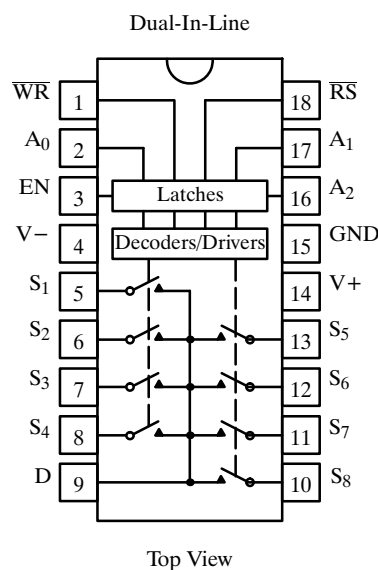 Dual-In-Line
W̅R̅ 1 18 R̅S̅
A₀ 2 17 A₁
EN 3 Latches 16 A₂
V− 4 Decoders/Drivers 15 GND
S₁ 5 14 V+
S₂ 6 13 S₅
S₃ 7 12 S₆
S₄ 8 11 S₇
D 9 10 S₈
Top View